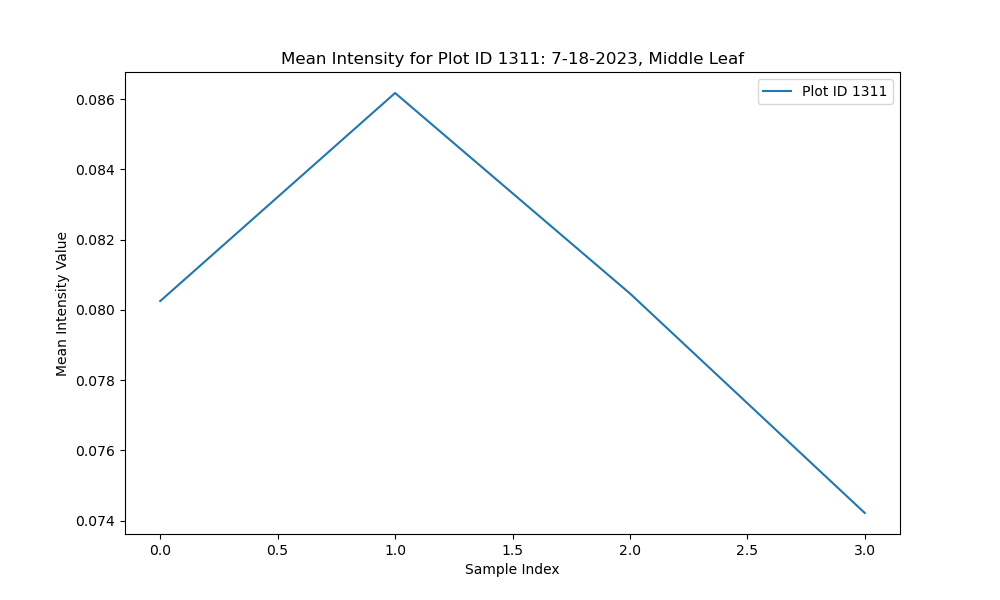 Mean Intensity for Plot ID 1311: 7-18-2023, Middle Leaf
Plot ID 1311
Mean Intensity Value
0.086
0.084
0.082
0.080
0.078
0.076
0.074
0.0 0.5 1.0 1.5 2.0 2.5 3.0
Sample Index